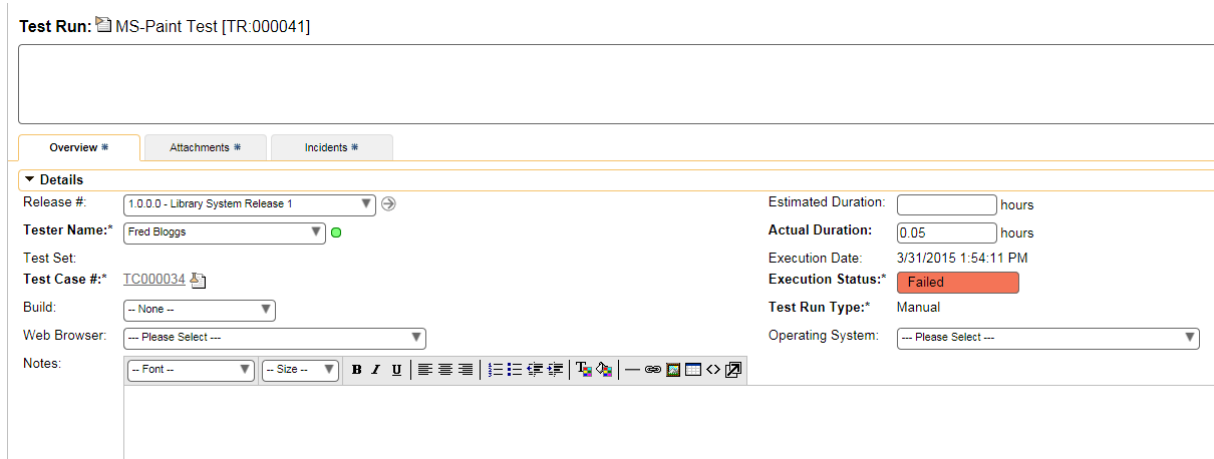 Test Run: MS-Paint Test [TR:000041]
Overview * Attachments * Incidents *
Details
Release #: 1.0.0.0 - Library System Release 1 Estimated Duration: hours
Tester Name:* Fred Bloggs Actual Duration: 0.05 hours
Test Set: Execution Date: 3/31/2015 1:54:11 PM
Test Case #:* TC000034 Execution Status:* Failed
Build: -- None -- Test Run Type:* Manual
Web Browser: --- Please Select --- Operating System: --- Please Select ---
Notes: -- Font -- -- Size -- B I U